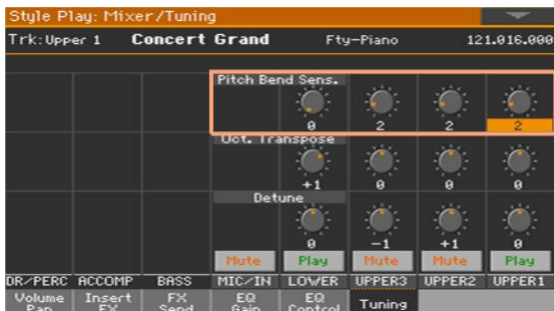 Style Play: Mixer/Tuning
Trk: Upper 1 Concert Grand Fty-Piano 121.016.000
Pitch Bend Sens.
0 2 2 2
Oct. Transpose
+1 0 0 0
Detune
0 -1 +1 0
Mute Play Mute Mute Play
DR/PERC ACCOMP BASS MIC/IN LOWER UPPER3 UPPER2 UPPER1
Volume Insert FX EQ EQ Tuning
Pan FX Send Gain Control